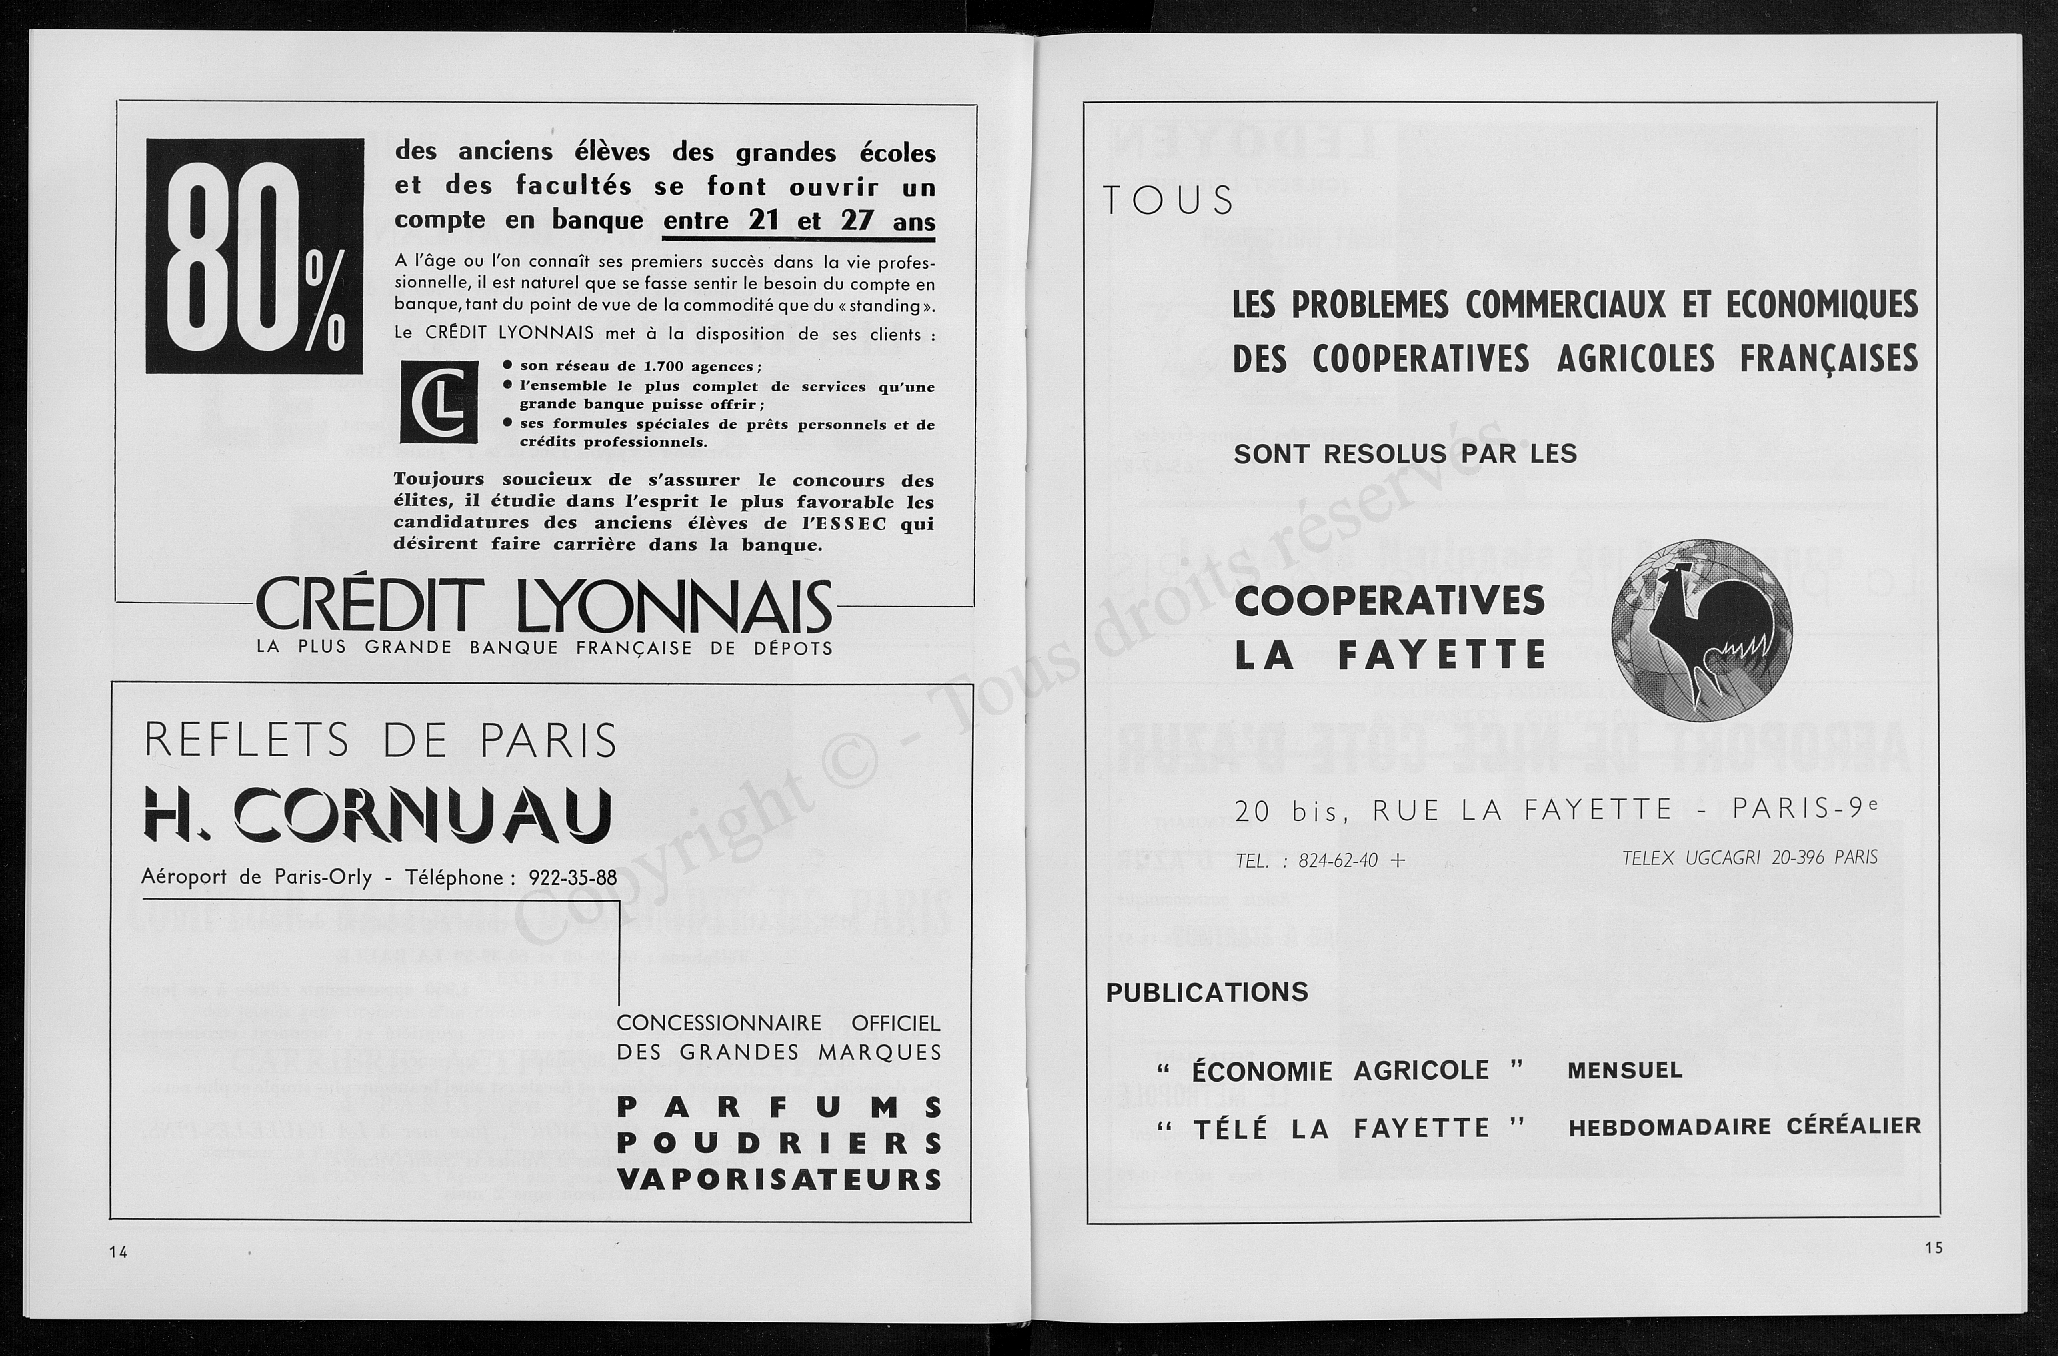 80%
des anciens élèves des grandes écoles
et des facultés se font ouvrir un
compte en banque entre 21 et 27 ans
A l'âge ou l'on connaît ses premiers succès dans la vie profes-
sionnelle, il est naturel que se fasse sentir le besoin du compte en
banque, tant du point de vue de la commodité que du « standing ».
Le CRÉDIT LYONNAIS met à la disposition de ses clients :
CL
• son réseau de 1.700 agences ;
• l'ensemble le plus complet de services qu'une
grande banque puisse offrir ;
• ses formules spéciales de prêts personnels et de
crédits professionnels.
Toujours soucieux de s'assurer le concours des
élites, il étudie dans l'esprit le plus favorable les
candidatures des anciens élèves de l'ESSEC qui
désirent faire carrière dans la banque.
CRÉDIT LYONNAIS
LA PLUS GRANDE BANQUE FRANÇAISE DE DÉPOTS
REFLETS DE PARIS
H. CORNUAU
Aéroport de Paris-Orly - Téléphone : 922-35-88
CONCESSIONNAIRE OFFICIEL
DES GRANDES MARQUES
PARFUMS
POUDRIERS
VAPORISATEURS
14
TOUS
LES PROBLEMES COMMERCIAUX ET ECONOMIQUES
DES COOPERATIVES AGRICOLES FRANÇAISES
SONT RESOLUS PAR LES
COOPERATIVES
LA FAYETTE
20 bis, RUE LA FAYETTE - PARIS-9e
TEL. : 824-62-40 +
TELEX UGCAGRI 20-396 PARIS
PUBLICATIONS
“ ÉCONOMIE AGRICOLE ” MENSUEL
“ TÉLÉ LA FAYETTE ” HEBDOMADAIRE CÉRÉALIER
15
Copyright © - Tous droits réservés.